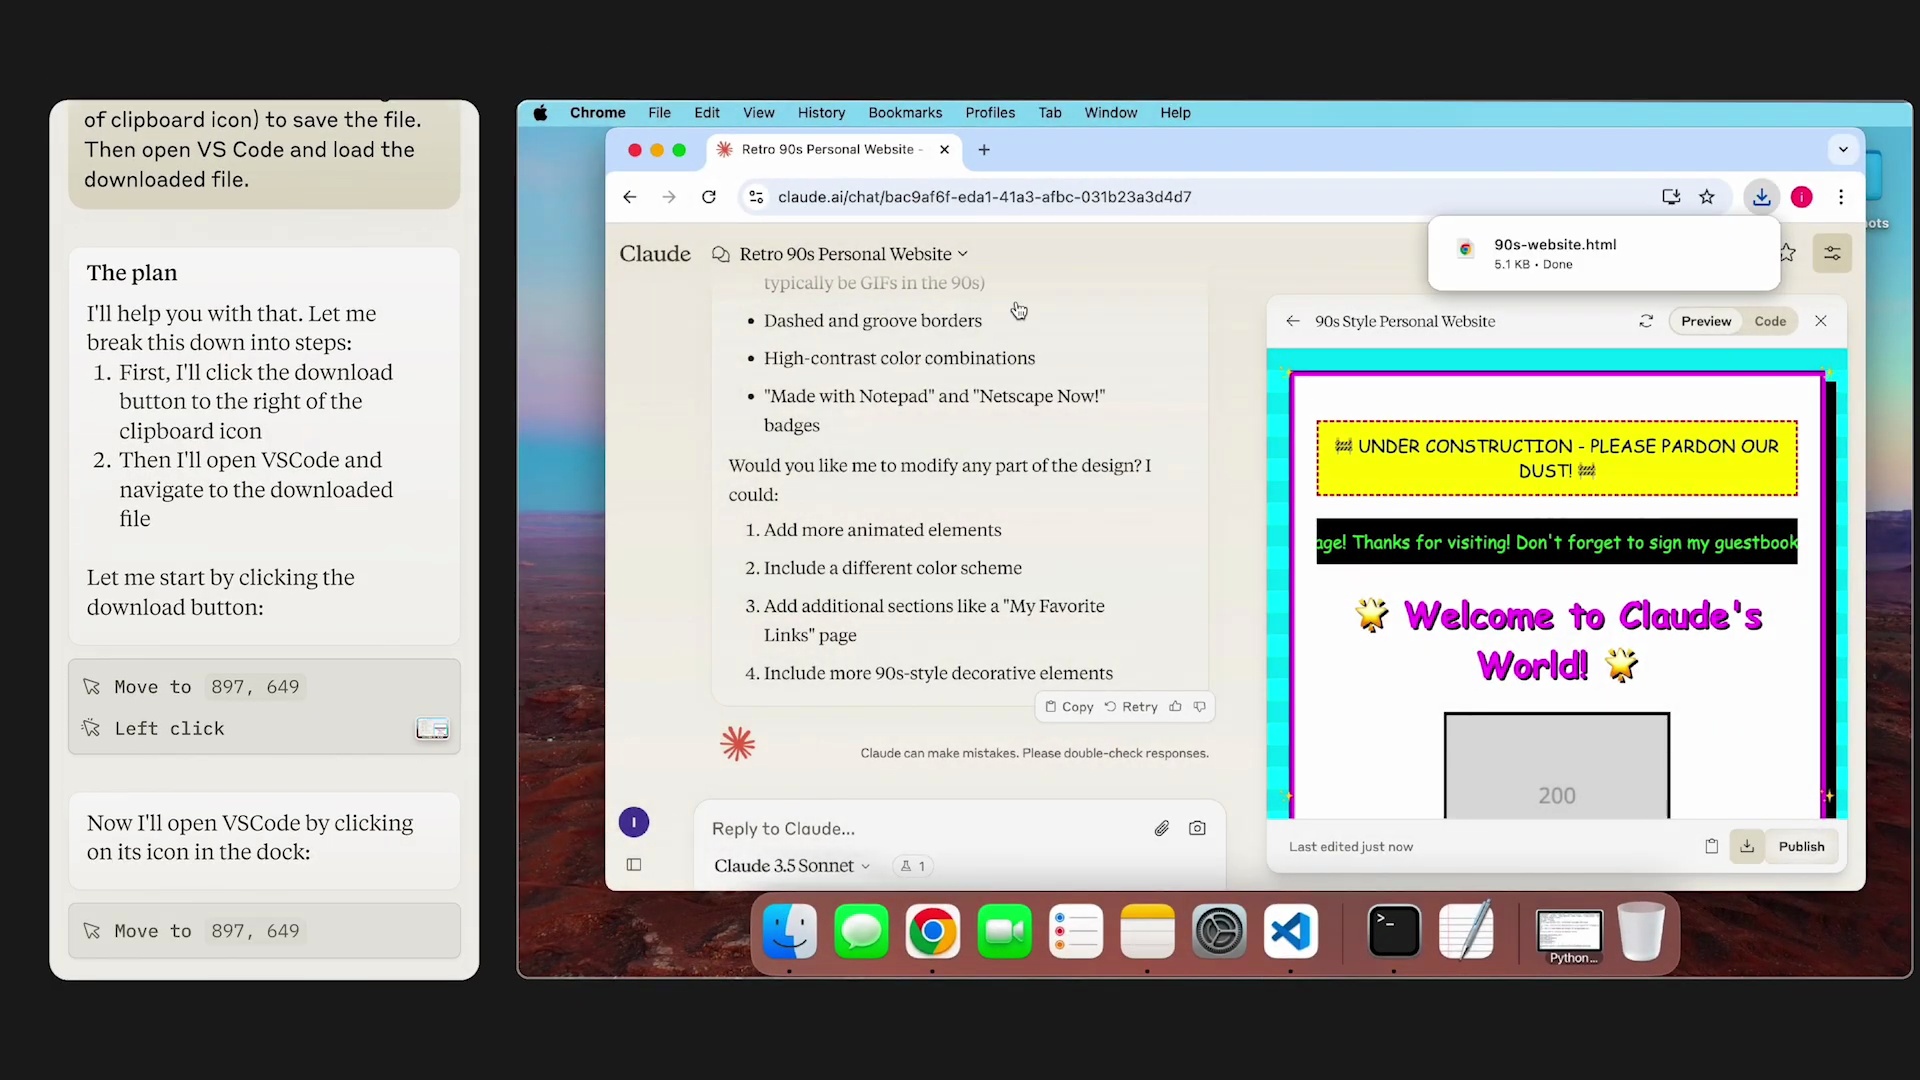 of clipboard icon) to save the file.
Then open VS Code and load the
downloaded file.
The plan
I'll help you with that. Let me
break this down into steps:
1. First, I'll click the download
button to the right of the
clipboard icon
2. Then I'll open VSCode and
navigate to the downloaded
file
Let me start by clicking the
download button:
Move to 897, 649
Left click
Now I'll open VSCode by clicking
on its icon in the dock:
Move to 897, 649
Chrome File Edit View History Bookmarks Profiles Tab Window Help
Retro 90s Personal Website -
claude.ai/chat/bac9af6f-eda1-41a3-afbc-031b23a3d4d7
i
ots
90s-website.html
5.1 KB • Done
Claude
Retro 90s Personal Website
typically be GIFs in the 90s)
• Dashed and groove borders
• High-contrast color combinations
• "Made with Notepad" and "Netscape Now!"
badges
Would you like me to modify any part of the design? I
could:
1. Add more animated elements
2. Include a different color scheme
3. Add additional sections like a "My Favorite
Links" page
4. Include more 90s-style decorative elements
Copy Retry
Claude can make mistakes. Please double-check responses.
I
Reply to Claude...
Claude 3.5 Sonnet
1
90s Style Personal Website
Preview Code
🚧 UNDER CONSTRUCTION - PLEASE PARDON OUR
DUST! 🚧
age! Thanks for visiting! Don't forget to sign my guestbook
🌟 Welcome to Claude's
World! 🌟
200
Last edited just now
Publish
Python...